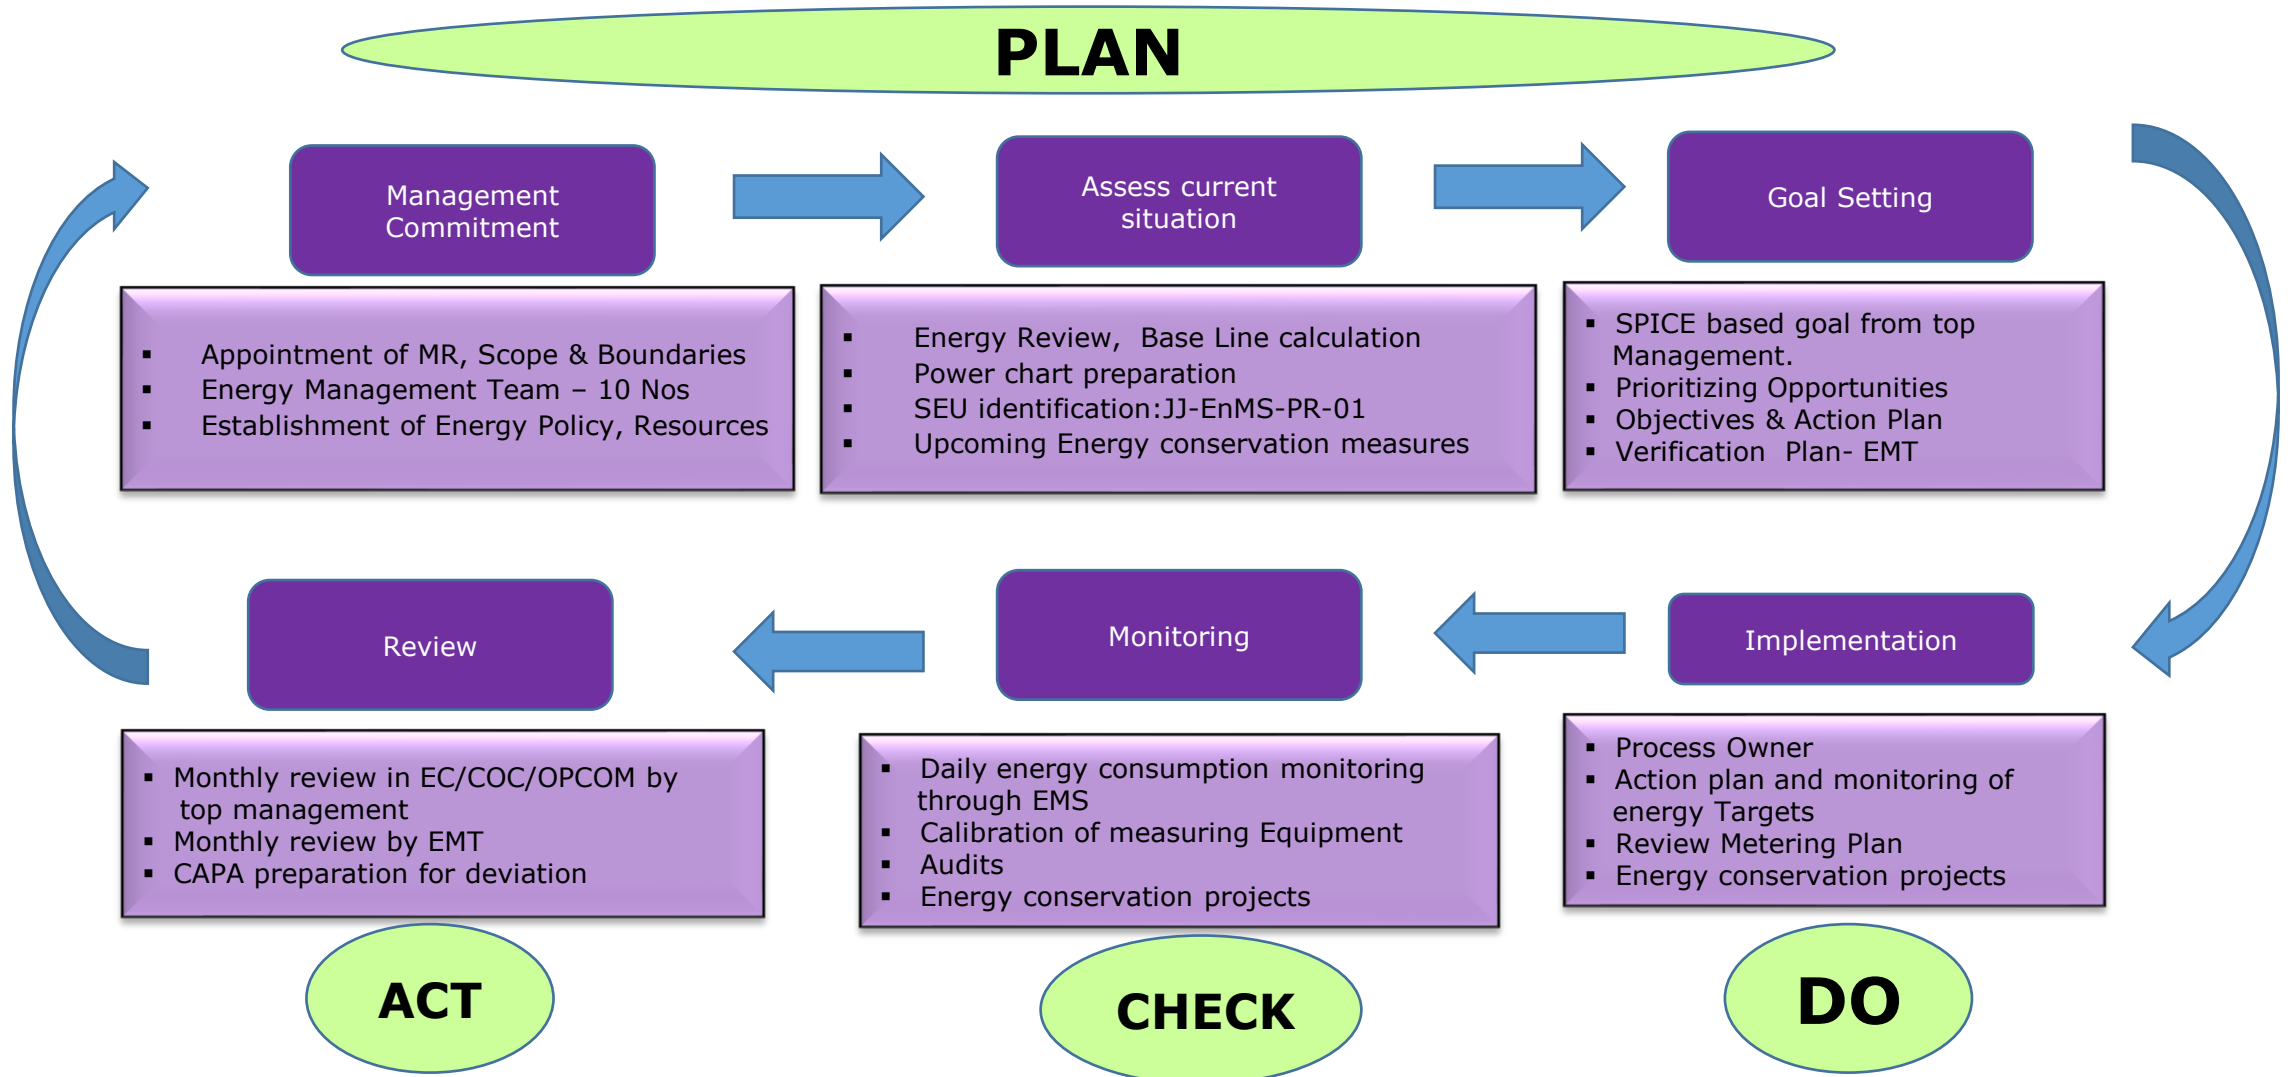 PLAN
Management
Commitment
Assess current
situation
Goal Setting
▪ Appointment of MR, Scope & Boundaries
▪ Energy Management Team – 10 Nos
▪ Establishment of Energy Policy, Resources
▪ Energy Review, Base Line calculation
▪ Power chart preparation
▪ SEU identification:JJ-EnMS-PR-01
▪ Upcoming Energy conservation measures
▪ SPICE based goal from top
Management.
▪ Prioritizing Opportunities
▪ Objectives & Action Plan
▪ Verification Plan- EMT
Review
Monitoring
Implementation
▪ Monthly review in EC/COC/OPCOM by
top management
▪ Monthly review by EMT
▪ CAPA preparation for deviation
▪ Daily energy consumption monitoring
through EMS
▪ Calibration of measuring Equipment
▪ Audits
▪ Energy conservation projects
▪ Process Owner
▪ Action plan and monitoring of
energy Targets
▪ Review Metering Plan
▪ Energy conservation projects
ACT
CHECK
DO